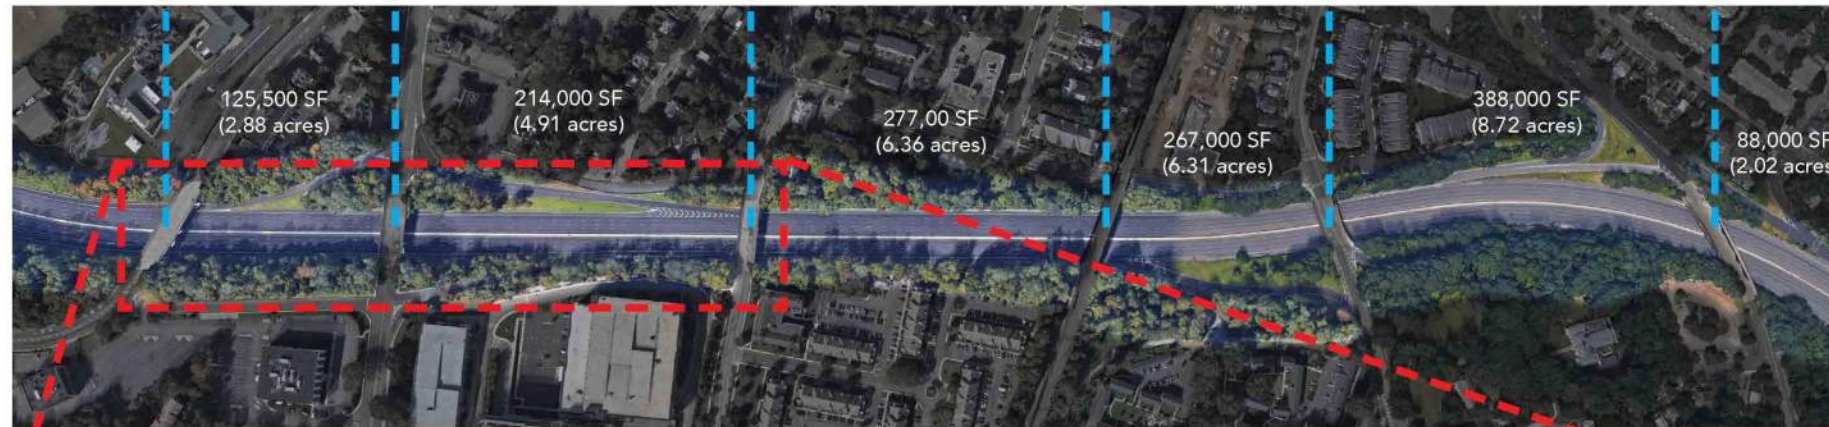 125,500 SF
(2.88 acres)
214,000 SF
(4.91 acres)
277,00 SF
(6.36 acres)
267,000 SF
(6.31 acres)
388,000 SF
(8.72 acres)
88,000 SF
(2.02 acres